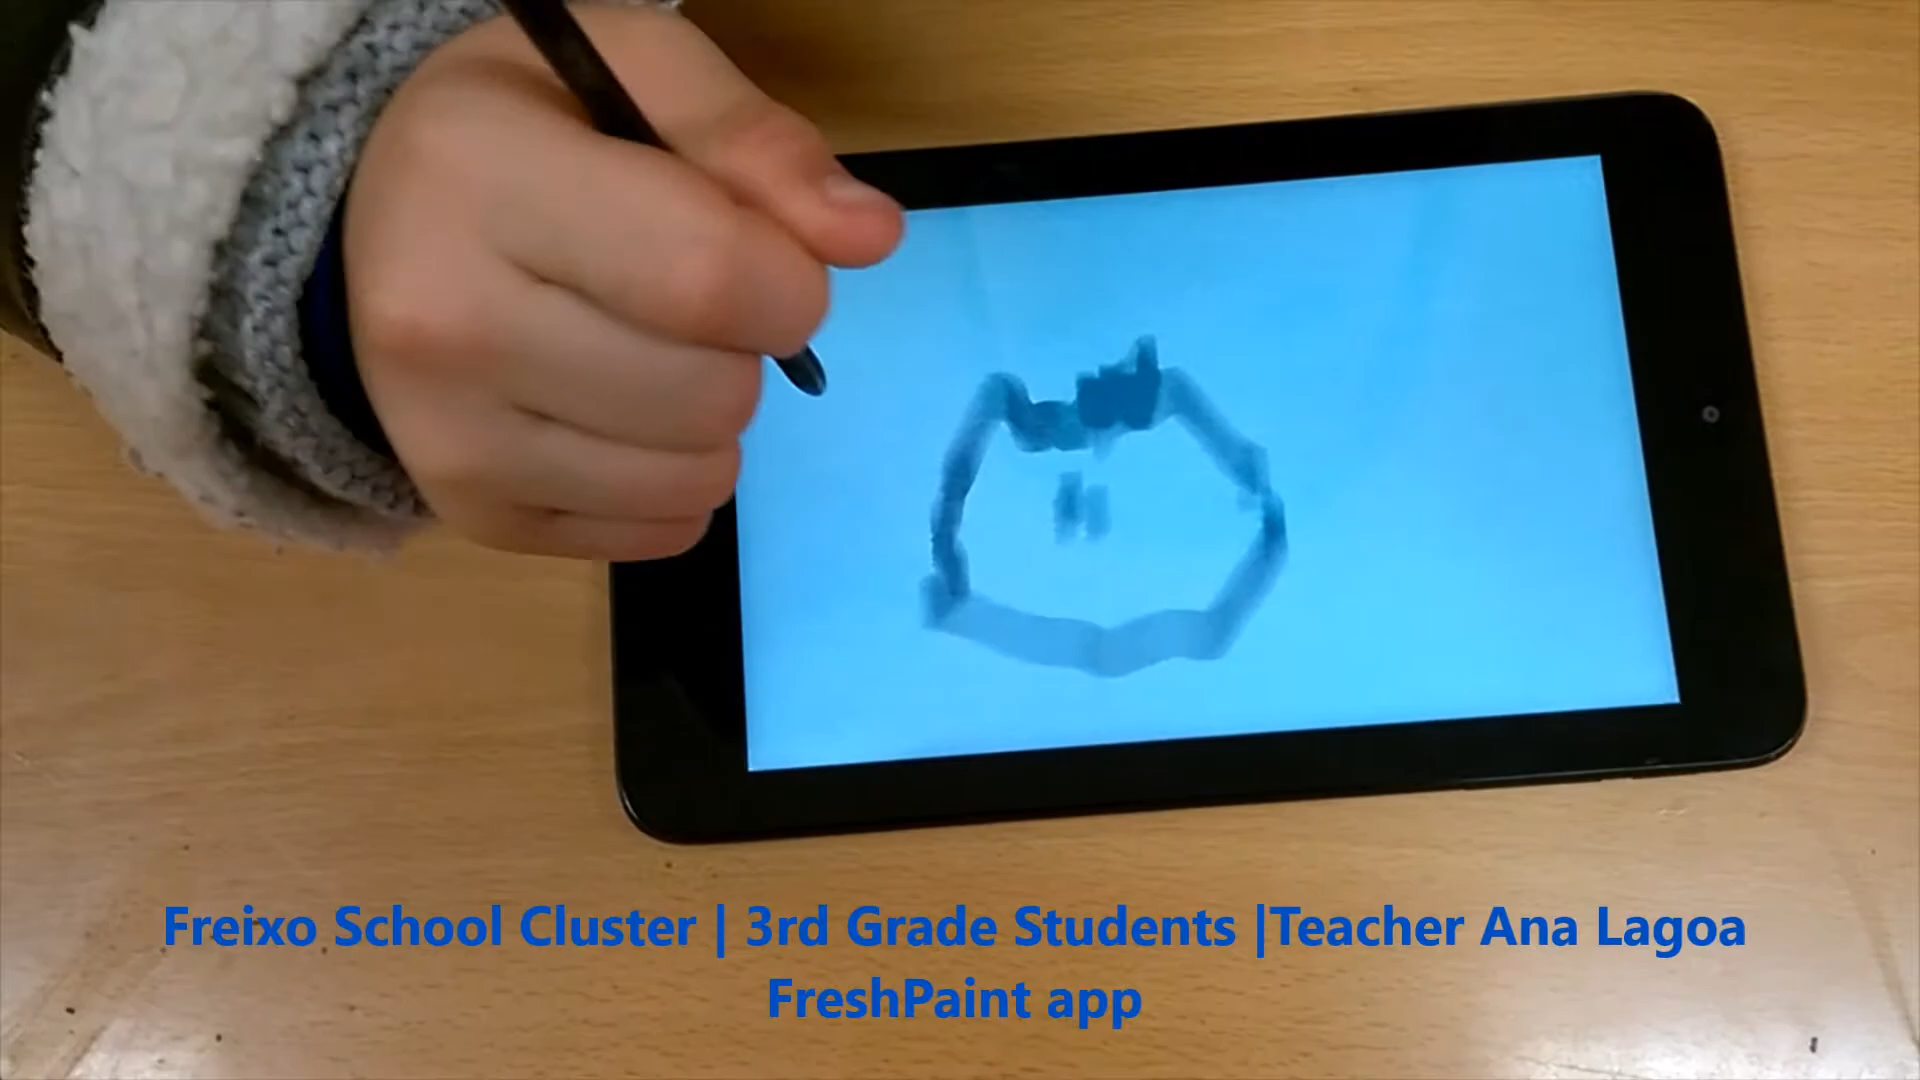 Freixo School Cluster | 3rd Grade Students |Teacher Ana Lagoa
FreshPaint app